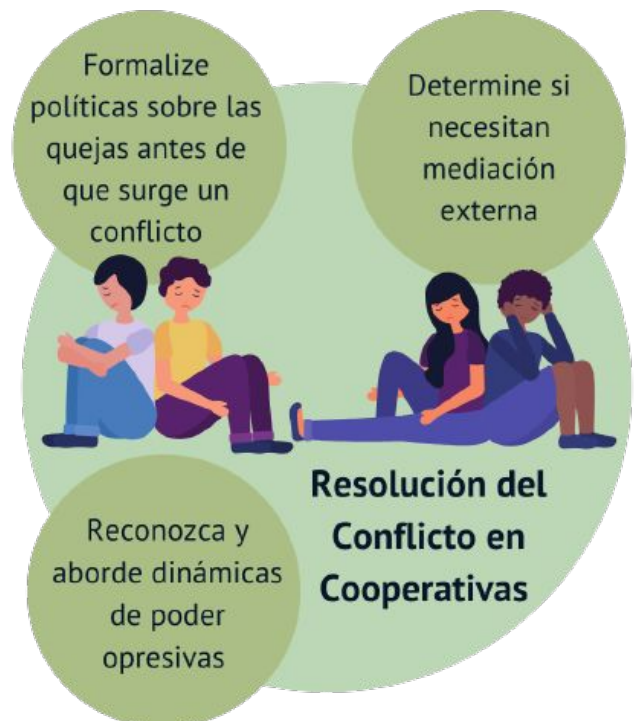 Formalize
políticas sobre las
quejas antes de
que surge un
conflicto
Determine si
necesitan
mediación
externa
Reconozca y
aborde dinámicas
de poder
opresivas
Resolución del
Conflicto en
Cooperativas